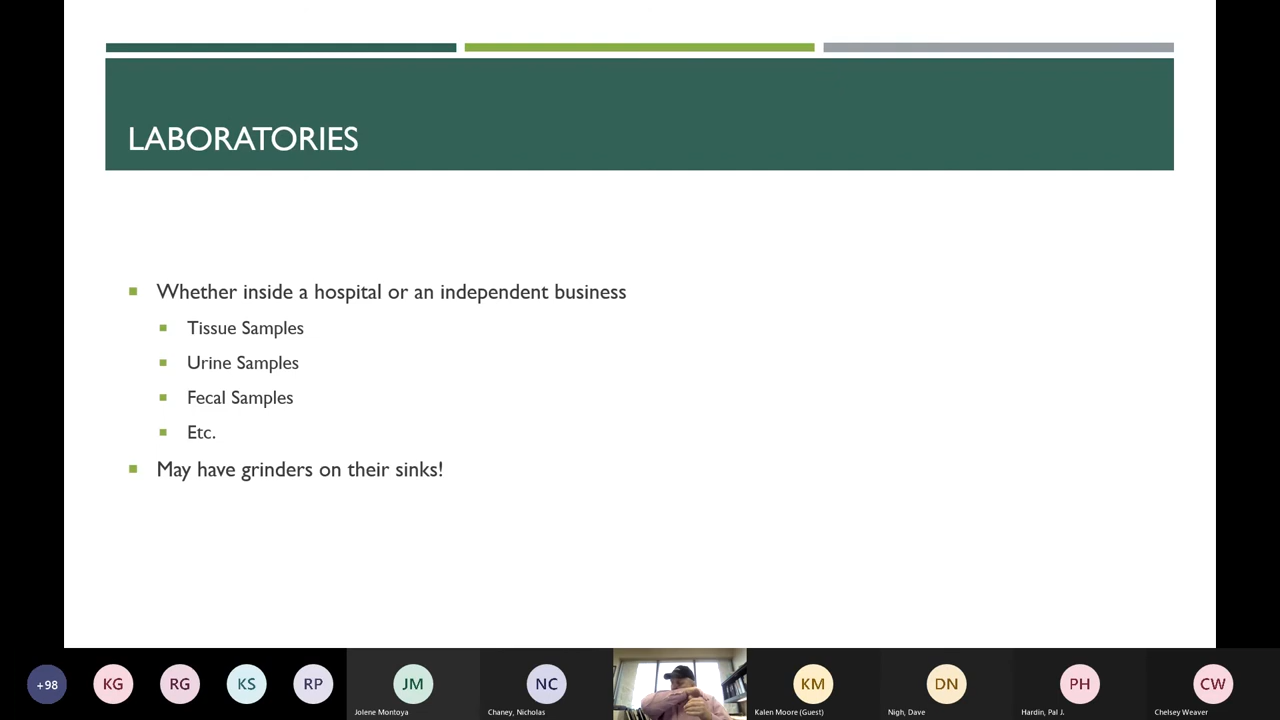 LABORATORIES
Whether inside a hospital or an independent business
Tissue Samples
Urine Samples
Fecal Samples
Etc.
May have grinders on their sinks!
+98
KG
RG
KS
RP
JM
NC
KM
DN
PH
CW
Jolene Montoya
Chaney, Nicholas
Kalen Moore (Guest)
Nigh, Dave
Hardin, Pal J.
Chelsey Weaver